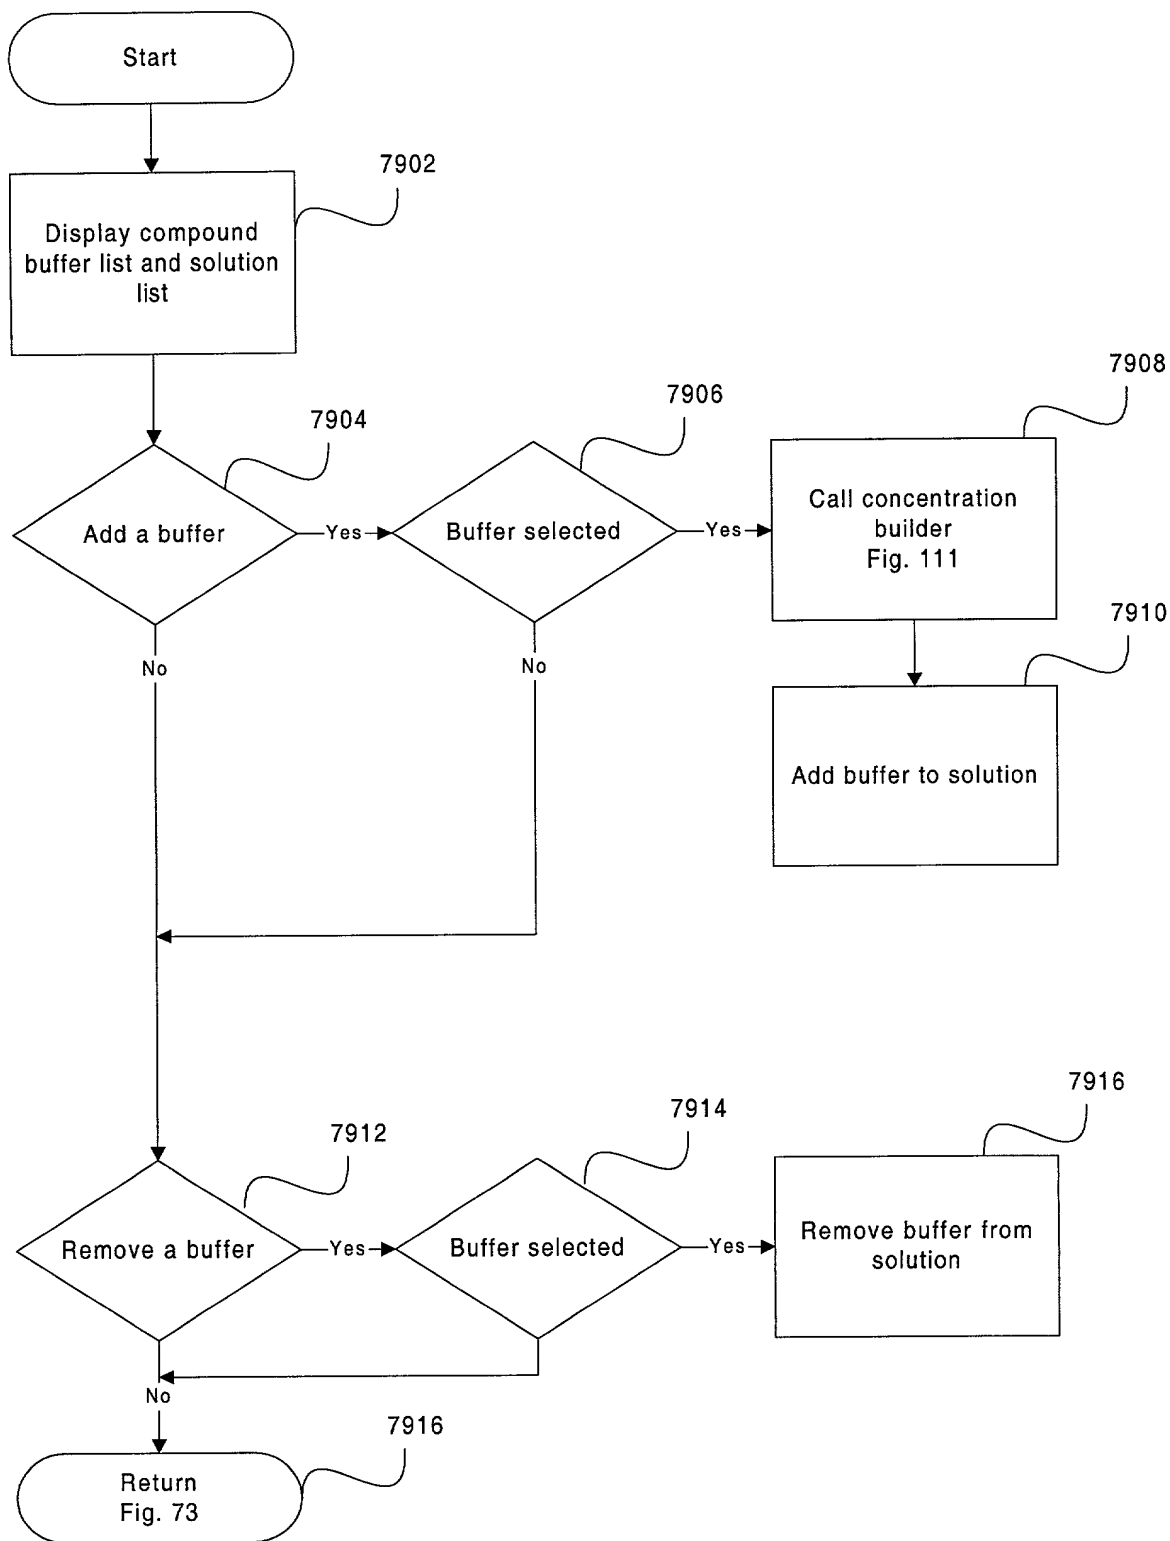 Start
7902
Display compound
buffer list and solution
list
7904
7906
7908
Add a buffer
Yes
Buffer selected
Yes
Call concentration
builder
Fig. 111
No
No
7910
Add buffer to solution
7912
7914
7916
Remove a buffer
Yes
Buffer selected
Yes
Remove buffer from
solution
No
7916
Return
Fig. 73